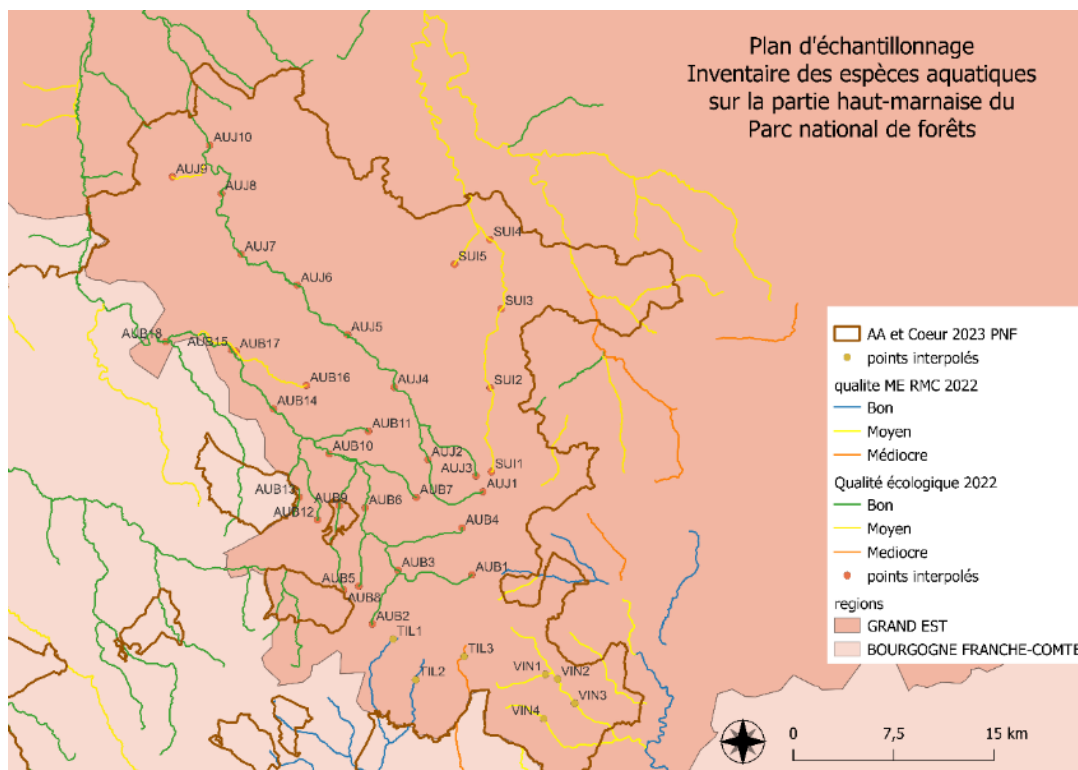 Plan d'échantillonnage
Inventaire des espèces aquatiques
sur la partie haut-marnaise du
Parc national de forêts
AUJ10
AUJ9
AUJ8
AUJ7
AUJ6
SUI4
SUI5
SUI3
AUJ5
AUB18
AUB15
AUB17
AUB16
AUJ4
SUI2
AUB14
AUB11
AUB10
AUJ2
AUJ3
SUI1
AUJ1
AUB13
AUB9
AUB12
AUB6
AUB7
AUB4
AUB3
AUB1
AUB5
AUB8
AUB2
TIL1
TIL2
TIL3
VIN1
VIN2
VIN3
VIN4
AA et Coeur 2023 PNF
points interpolés
qualite ME RMC 2022
Bon
Moyen
Médiocre
Qualité écologique 2022
Bon
Moyen
Mediocre
points interpolés
regions
GRAND EST
BOURGOGNE FRANCHE-COMTE
0 7,5 15 km